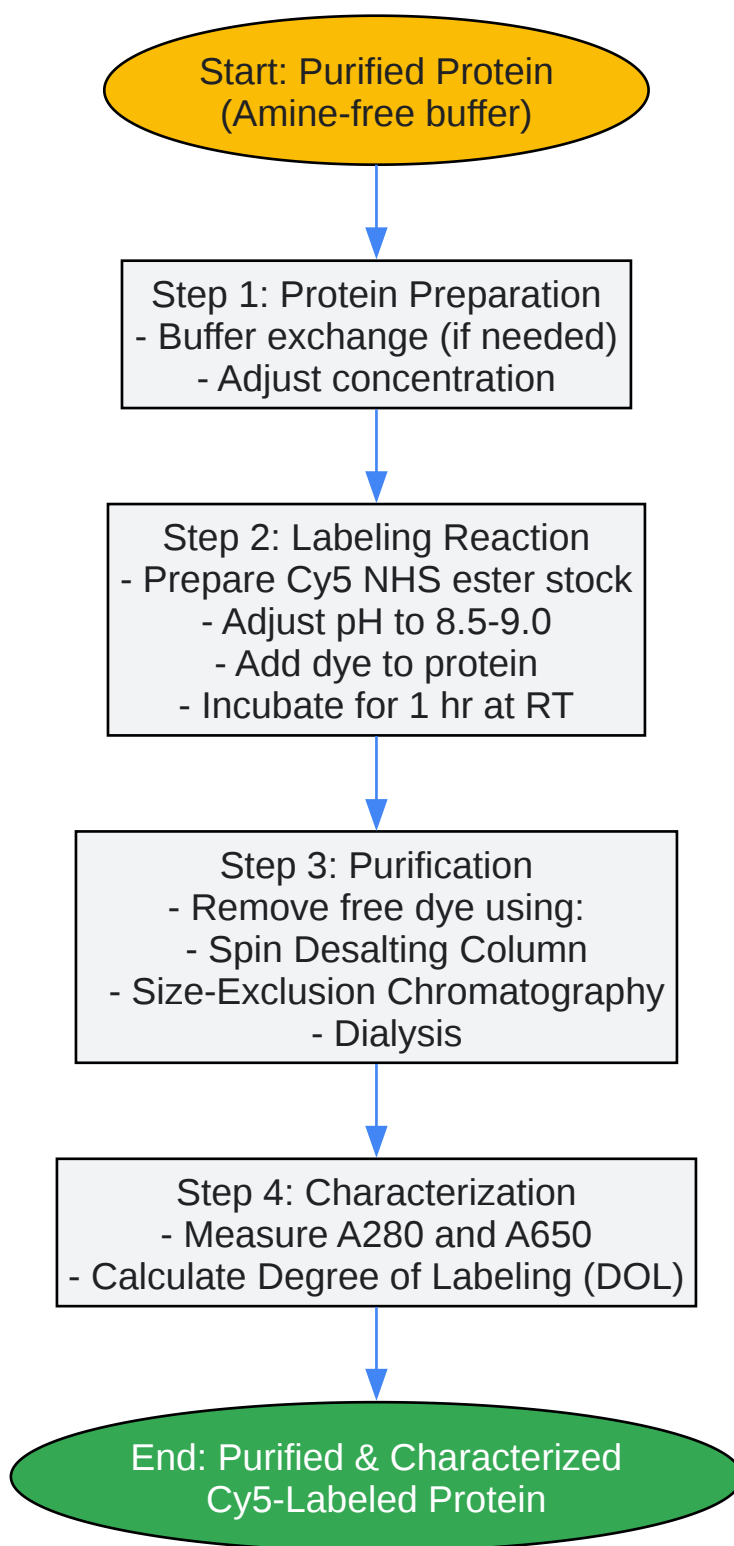 Start: Purified Protein
(Amine-free buffer)
Step 1: Protein Preparation
- Buffer exchange (if needed)
- Adjust concentration
Step 2: Labeling Reaction
- Prepare Cy5 NHS ester stock
- Adjust pH to 8.5-9.0
- Add dye to protein
- Incubate for 1 hr at RT
Step 3: Purification
- Remove free dye using:
- Spin Desalting Column
- Size-Exclusion Chromatography
- Dialysis
Step 4: Characterization
- Measure A280 and A650
- Calculate Degree of Labeling (DOL)
End: Purified & Characterized
Cy5-Labeled Protein